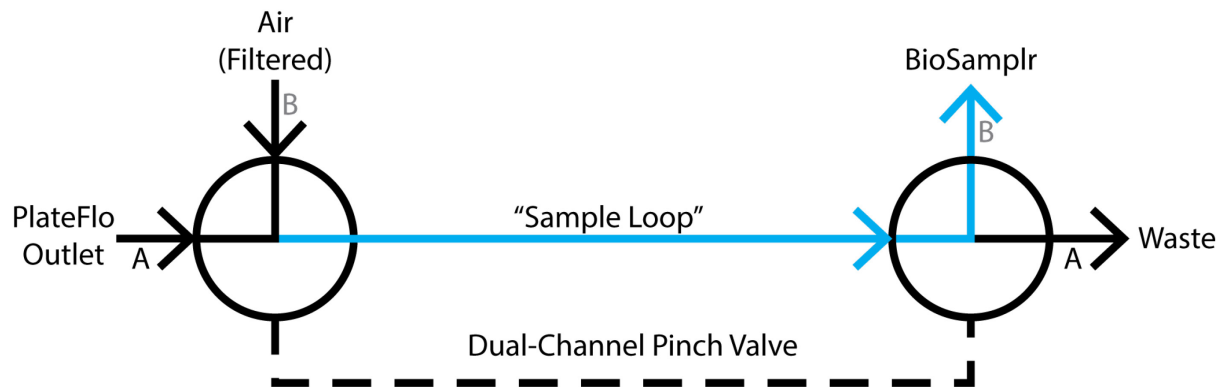 Air
(Filtered)
B
PlateFlo
Outlet
A
“Sample Loop”
BioSamplr
B
A
Waste
Dual-Channel Pinch Valve